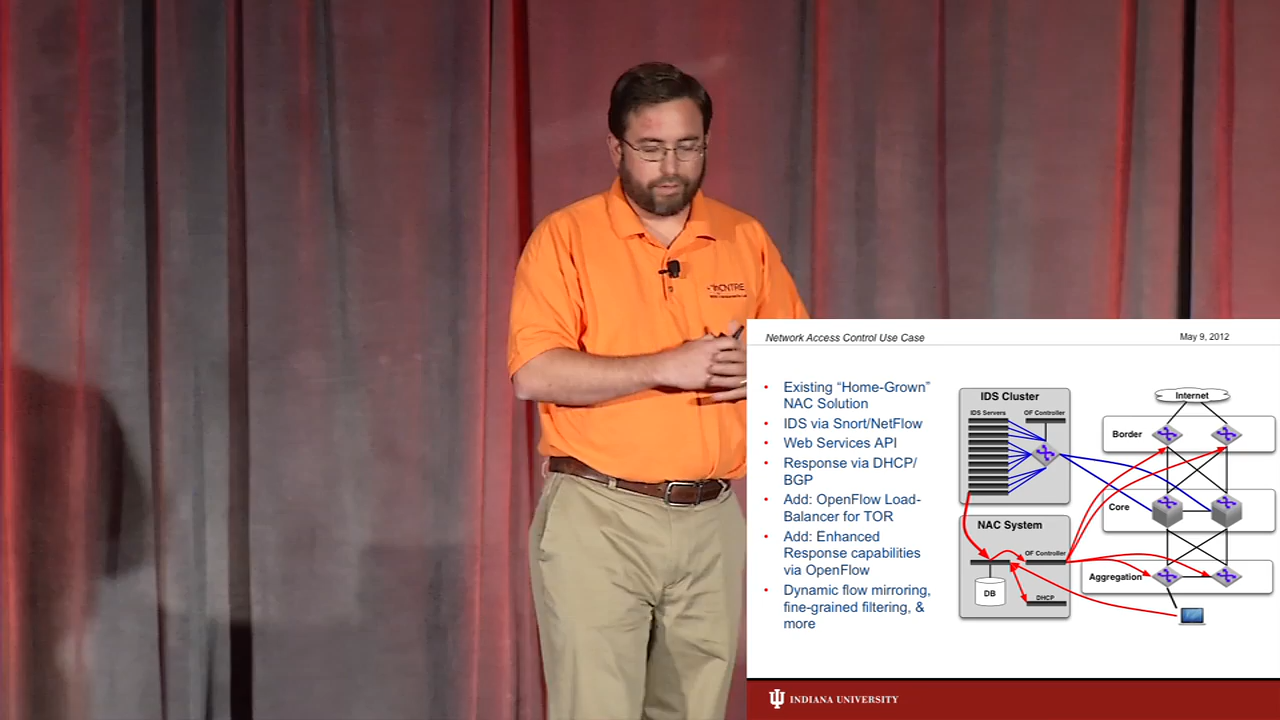 InCNTRE
Network Access Control Use Case
May 9, 2012
• Existing “Home-Grown”
NAC Solution
• IDS via Snort/NetFlow
• Web Services API
• Response via DHCP/
BGP
• Add: OpenFlow Load-
Balancer for TOR
• Add: Enhanced
Response capabilities
via OpenFlow
• Dynamic flow mirroring,
fine-grained filtering, &
more
IDS Cluster
IDS Servers
OF Controller
NAC System
OF Controller
DB
DHCP
Internet
Border
Core
Aggregation
INDIANA UNIVERSITY